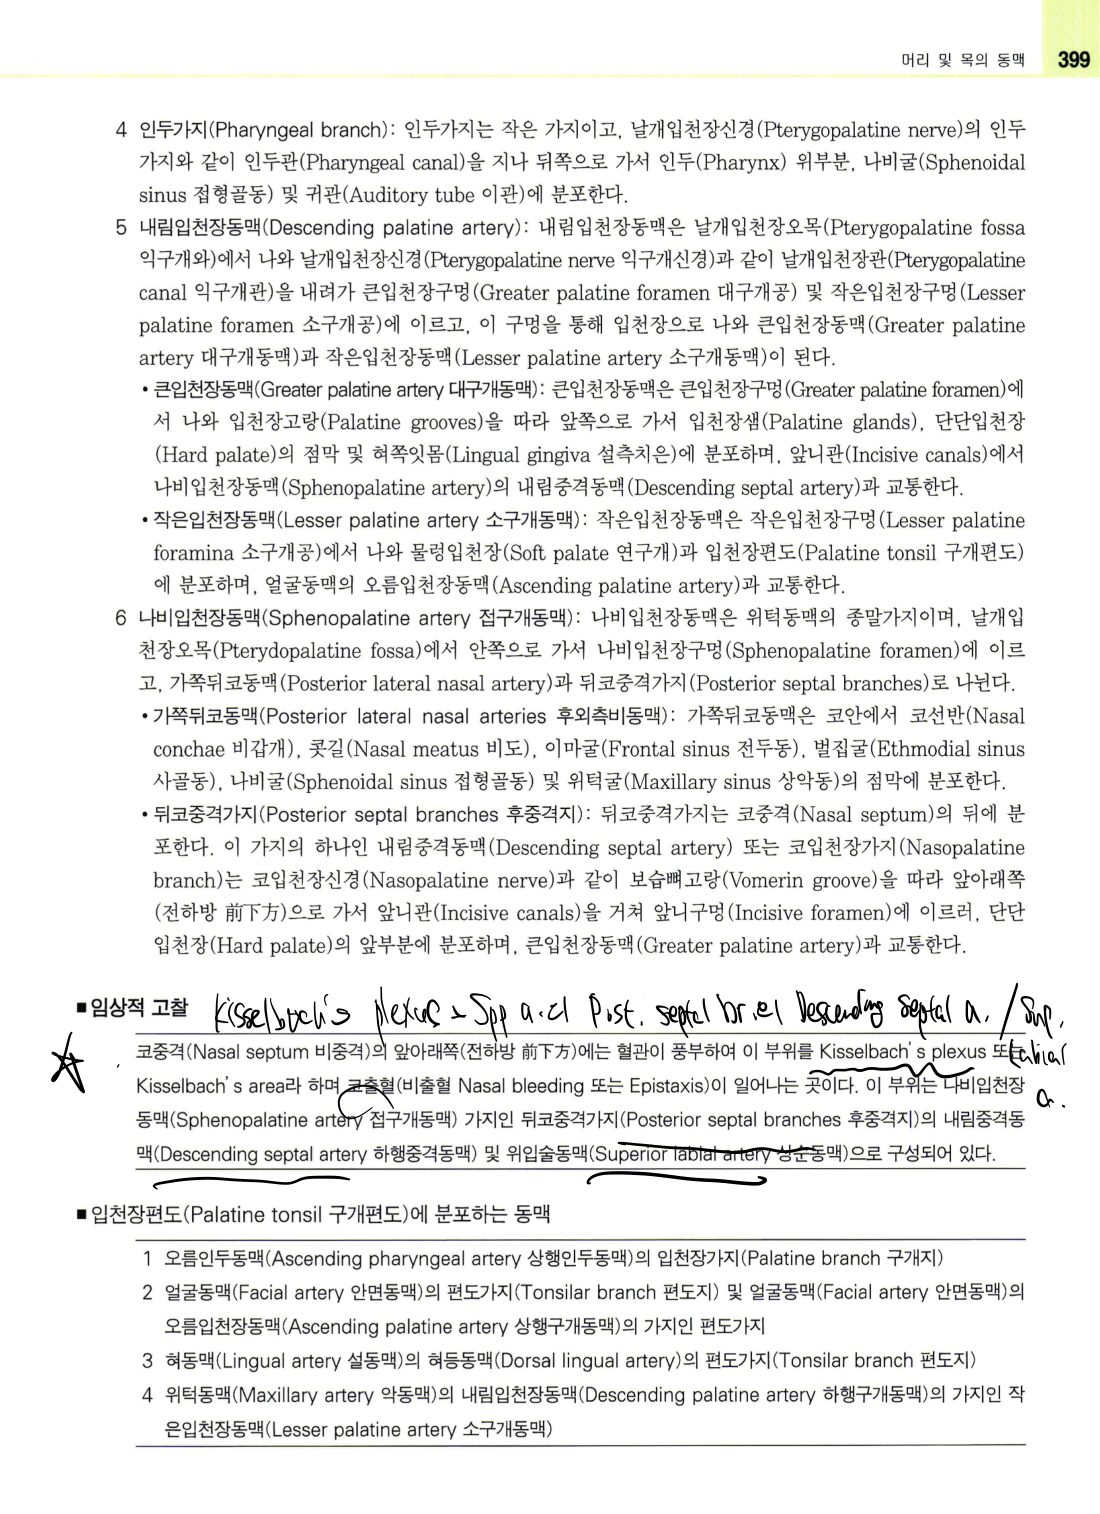 머리 및 목의 동맥 399
4 인두가지(Pharyngeal branch): 인두가지는 작은 가지이고, 날개입천장신경(Pterygopalatine nerve)의 인두
가지와 같이 인두관(Pharyngeal canal)을 지나 뒤쪽으로 가서 인두(Pharynx) 위부분, 나비굴(Sphenoidal
sinus 접형골동) 및 귀관(Auditory tube 이관)에 분포한다.
5 내림입천장동맥(Descending palatine artery): 내림입천장동맥은 날개입천장오목(Pterygopalatine fossa
익구개와)에서 나와 날개입천장신경(Pterygopalatine nerve 익구개신경)과 같이 날개입천장관(Pterygopalatine
canal 익구개관)을 내려가 큰입천장구멍(Greater palatine foramen 대구개공) 및 작은입천장구멍(Lesser
palatine foramen 소구개공)에 이르고, 이 구멍을 통해 입천장으로 나와 큰입천장동맥(Greater palatine
artery 대구개동맥)과 작은입천장동맥(Lesser palatine artery 소구개동맥)이 된다.
• 큰입천장동맥(Greater palatine artery 대구개동맥): 큰입천장동맥은 큰입천장구멍(Greater palatine foramen)에
서 나와 입천장고랑(Palatine grooves)을 따라 앞쪽으로 가서 입천장샘(Palatine glands), 단단입천장
(Hard palate)의 점막 및 혀쪽잇몸(Lingual gingiva 설측치은)에 분포하며, 앞니관(Incisive canals)에서
나비입천장동맥(Sphenopalatine artery)의 내림중격동맥(Descending septal artery)과 교통한다.
• 작은입천장동맥(Lesser palatine artery 소구개동맥): 작은입천장동맥은 작은입천장구멍(Lesser palatine
foramina 소구개공)에서 나와 물렁입천장(Soft palate 연구개)과 입천장편도(Palatine tonsil 구개편도)
에 분포하며, 얼굴동맥의 오름입천장동맥(Ascending palatine artery)과 교통한다.
6 나비입천장동맥(Sphenopalatine artery 접구개동맥): 나비입천장동맥은 위턱동맥의 종말가지이며, 날개입
천장오목(Pterydopalatine fossa)에서 안쪽으로 가서 나비입천장구멍(Sphenopalatine foramen)에 이르
고, 가쪽뒤코동맥(Posterior lateral nasal artery)과 뒤코중격가지(Posterior septal branches)로 나뉜다.
• 가쪽뒤코동맥(Posterior lateral nasal arteries 후외측비동맥): 가쪽뒤코동맥은 코안에서 코선반(Nasal
conchae 비갑개), 콧길(Nasal meatus 비도), 이마굴(Frontal sinus 전두동), 벌집굴(Ethmodial sinus
사골동), 나비굴(Sphenoidal sinus 접형골동) 및 위턱굴(Maxillary sinus 상악동)의 점막에 분포한다.
• 뒤코중격가지(Posterior septal branches 후중격지): 뒤코중격가지는 코중격(Nasal septum)의 뒤에 분
포한다. 이 가지의 하나인 내림중격동맥(Descending septal artery) 또는 코입천장가지(Nasopalatine
branch)는 코입천장신경(Nasopalatine nerve)과 같이 보습뼈고랑(Vomerin groove)을 따라 앞아래쪽
(전하방 前下方)으로 가서 앞니관(Incisive canals)을 거쳐 앞니구멍(Incisive foramen)에 이르러, 단단
입천장(Hard palate)의 앞부분에 분포하며, 큰입천장동맥(Greater palatine artery)과 교통한다.
■ 임상적 고찰 kisselbach's plexus spp a.의 post. septal br.의 Descending septal a. / Sup.
labial
a.
코중격(Nasal septum 비중격)의 앞아래쪽(전하방 前下方)에는 혈관이 풍부하여 이 부위를 Kisselbach's plexus 또는
Kisselbach's area라 하며 코출혈(비출혈 Nasal bleeding 또는 Epistaxis)이 일어나는 곳이다. 이 부위는 나비입천장
동맥(Sphenopalatine artery 접구개동맥) 가지인 뒤코중격가지(Posterior septal branches 후중격지)의 내림중격동
맥(Descending septal artery 하행중격동맥) 및 위입술동맥(Superior labial artery 상순동맥)으로 구성되어 있다.
■ 입천장편도(Palatine tonsil 구개편도)에 분포하는 동맥
1 오름인두동맥(Ascending pharyngeal artery 상행인두동맥)의 입천장가지(Palatine branch 구개지)
2 얼굴동맥(Facial artery 안면동맥)의 편도가지(Tonsilar branch 편도지) 및 얼굴동맥(Facial artery 안면동맥)의
오름입천장동맥(Ascending palatine artery 상행구개동맥)의 가지인 편도가지
3 혀동맥(Lingual artery 설동맥)의 혀등동맥(Dorsal lingual artery)의 편도가지(Tonsilar branch 편도지)
4 위턱동맥(Maxillary artery 악동맥)의 내림입천장동맥(Descending palatine artery 하행구개동맥)의 가지인 작
은입천장동맥(Lesser palatine artery 소구개동맥)